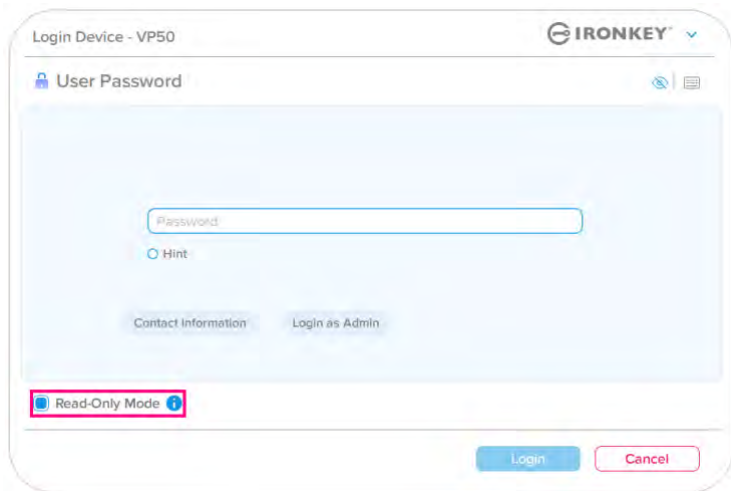 Login Device - VP50
IRONKEY
User Password
Password
Hint
Contact Information
Login as Admin
Read-Only Mode
Login
Cancel